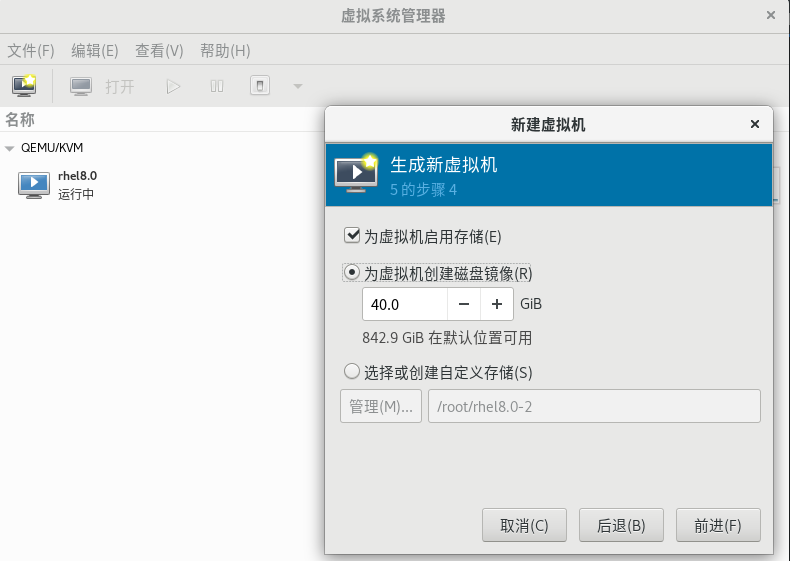 虚拟系统管理器
文件(F) 编辑(E) 查看(V) 帮助(H)
打开
名称
QEMU/KVM
rhel8.0
运行中
新建虚拟机
生成新虚拟机
5 的步骤 4
为虚拟机启用存储(E)
为虚拟机创建磁盘镜像(R)
40.0 − + GiB
842.9 GiB 在默认位置可用
选择或创建自定义存储(S)
管理(M)... /root/rhel8.0-2
取消(C) 后退(B) 前进(F)